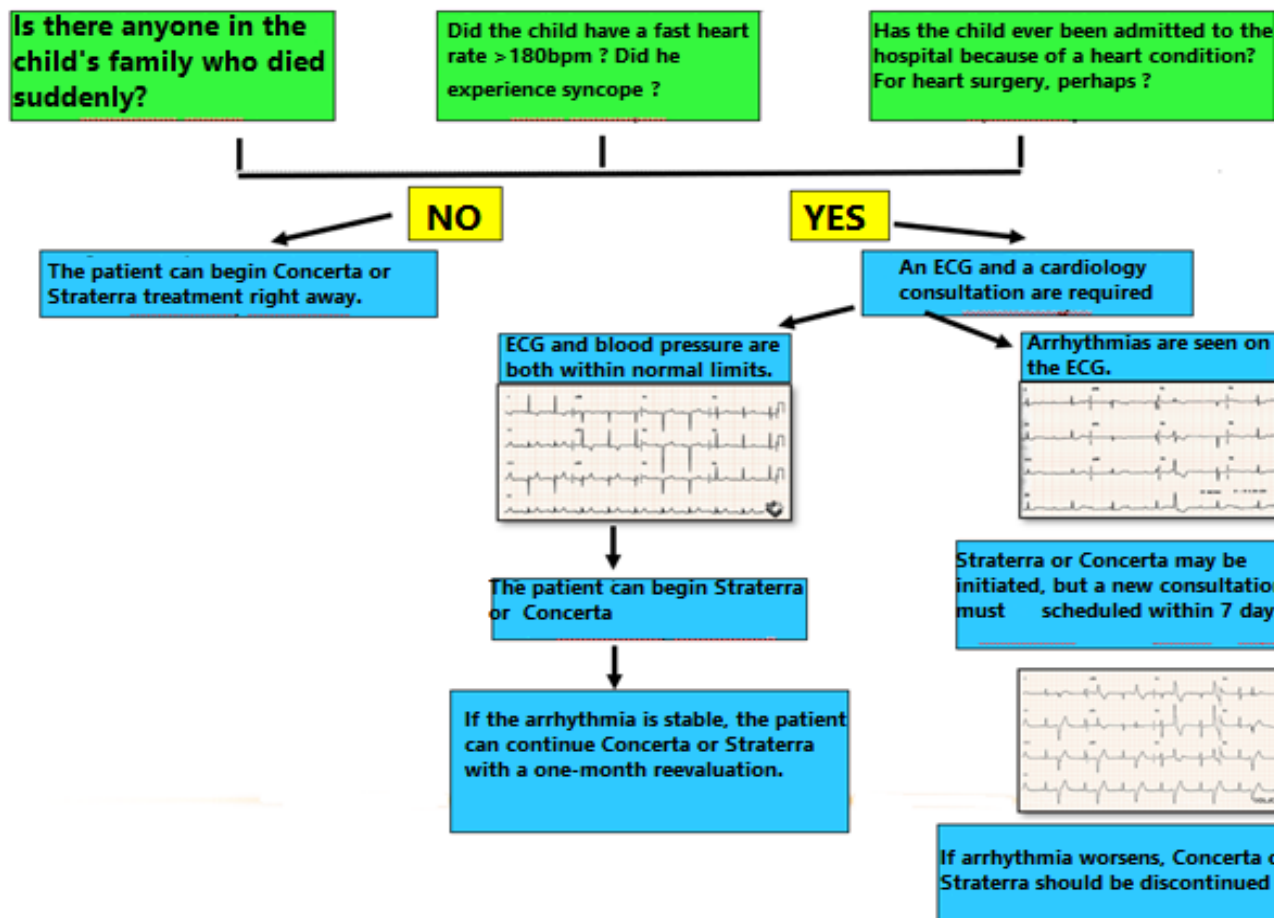 Is there anyone in the
child's family who died
suddenly?
Did the child have a fast heart
rate >180bpm ? Did he
experience syncope ?
Has the child ever been admitted to the
hospital because of a heart condition?
For heart surgery, perhaps ?
NO
YES
The patient can begin Concerta or
Straterra treatment right away.
An ECG and a cardiology
consultation are required
ECG and blood pressure are
both within normal limits.
Arrhythmias are seen on
the ECG.
The patient can begin Straterra
or Concerta
Straterra or Concerta may be
initiated, but a new consultation
must scheduled within 7 day
If the arrhythmia is stable, the patient
can continue Concerta or Straterra
with a one-month reevaluation.
If arrhythmia worsens, Concerta o
Straterra should be discontinued